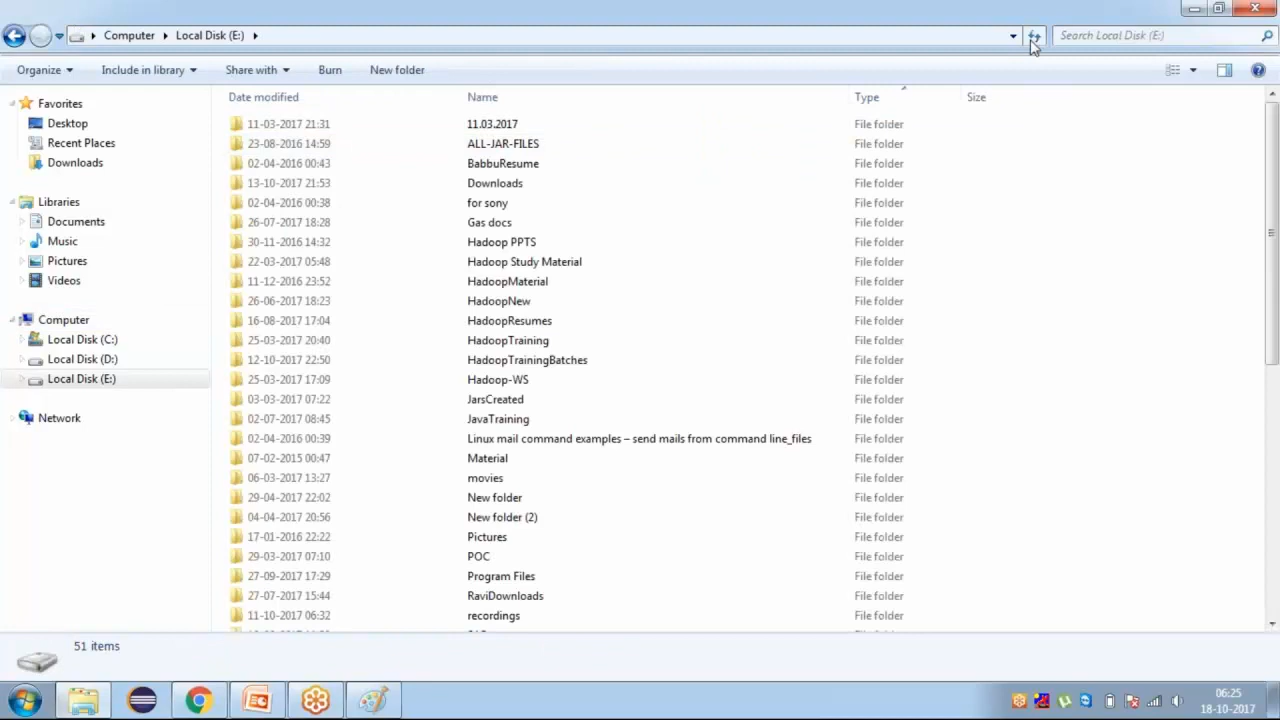 Computer Local Disk (E:) Search Local Disk (E:)
Organize Include in library Share with Burn New folder
Favorites
Desktop
Recent Places
Downloads
Libraries
Documents
Music
Pictures
Videos
Computer
Local Disk (C:)
Local Disk (D:)
Local Disk (E:)
Network
Date modified Name Type Size
11-03-2017 21:31 11.03.2017 File folder
23-08-2016 14:59 ALL-JAR-FILES File folder
02-04-2016 00:43 BabbuResume File folder
13-10-2017 21:53 Downloads File folder
02-04-2016 00:38 for sony File folder
26-07-2017 18:28 Gas docs File folder
30-11-2016 14:32 Hadoop PPTS File folder
22-03-2017 05:48 Hadoop Study Material File folder
11-12-2016 23:52 HadoopMaterial File folder
26-06-2017 18:23 HadoopNew File folder
16-08-2017 17:04 HadoopResumes File folder
25-03-2017 20:40 HadoopTraining File folder
12-10-2017 22:50 HadoopTrainingBatches File folder
25-03-2017 17:09 Hadoop-WS File folder
03-03-2017 07:22 JarsCreated File folder
02-07-2017 08:45 JavaTraining File folder
02-04-2016 00:39 Linux mail command examples – send mails from command line_files File folder
07-02-2015 00:47 Material File folder
06-03-2017 13:27 movies File folder
29-04-2017 22:02 New folder File folder
04-04-2017 20:56 New folder (2) File folder
17-01-2016 22:22 Pictures File folder
29-03-2017 07:10 POC File folder
27-09-2017 17:29 Program Files File folder
27-07-2017 15:44 RaviDownloads File folder
11-10-2017 06:32 recordings File folder
51 items
06:25
18-10-2017